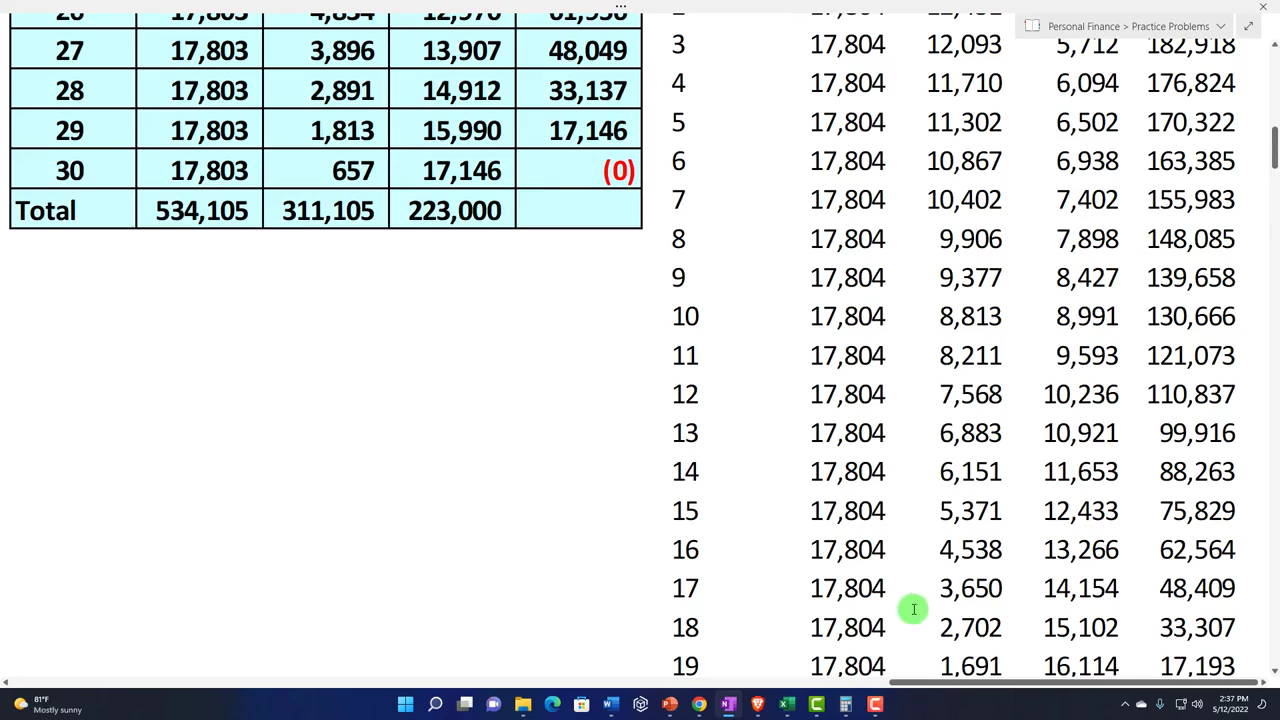 Personal Finance > Practice Problems
27 17,803 3,896 13,907 48,049
28 17,803 2,891 14,912 33,137
29 17,803 1,813 15,990 17,146
30 17,803 657 17,146 (0)
Total 534,105 311,105 223,000
3 17,804 12,093 5,712 182,918
4 17,804 11,710 6,094 176,824
5 17,804 11,302 6,502 170,322
6 17,804 10,867 6,938 163,385
7 17,804 10,402 7,402 155,983
8 17,804 9,906 7,898 148,085
9 17,804 9,377 8,427 139,658
10 17,804 8,813 8,991 130,666
11 17,804 8,211 9,593 121,073
12 17,804 7,568 10,236 110,837
13 17,804 6,883 10,921 99,916
14 17,804 6,151 11,653 88,263
15 17,804 5,371 12,433 75,829
16 17,804 4,538 13,266 62,564
17 17,804 3,650 14,154 48,409
18 17,804 2,702 15,102 33,307
19 17,804 1,691 16,114 17,193
81°F
Mostly sunny
2:37 PM
5/12/2022